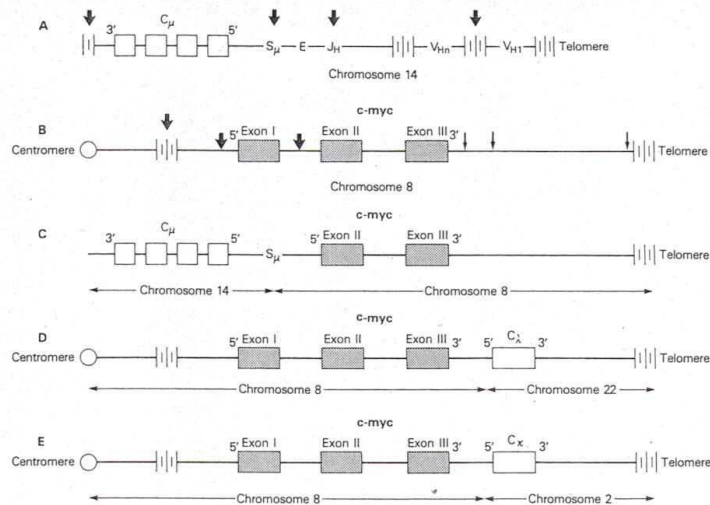 A 3' Cμ 5' Sμ E JH VHn VH1 Telomere
Chromosome 14
c-myc
B Centromere 5' Exon I Exon II Exon III 3' Telomere
Chromosome 8
c-myc
C 3' Cμ 5' Sμ 5' Exon II Exon III 3' Telomere
Chromosome 14 Chromosome 8
c-myc
D Centromere 5' Exon I Exon II Exon III 3' 5' Cλ 3' Telomere
Chromosome 8 Chromosome 22
c-myc
E Centromere 5' Exon I Exon II Exon III 3' 5' Cκ 3' Telomere
Chromosome 8 Chromosome 2